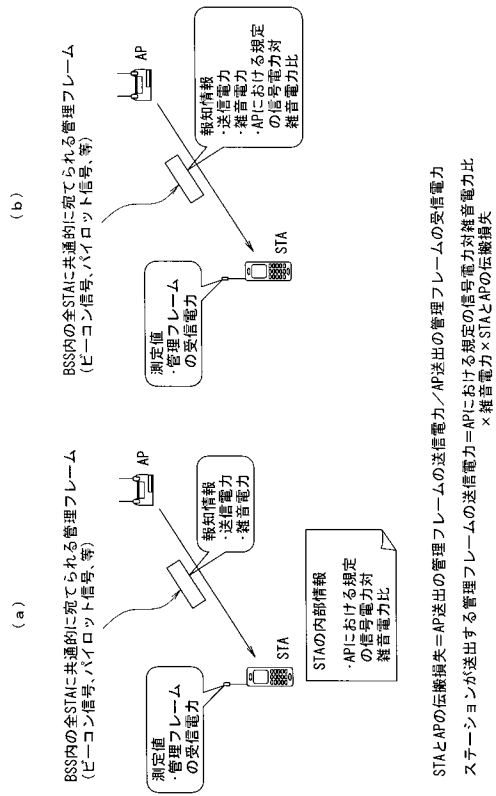 (a)
BSS内の全STAに共通的に宛てられる管理フレーム
(ビーコン信号、パイロット信号、等)
AP
報知情報
・送信電力
・雑音電力
測定値
・管理フレーム
の受信電力
STA
STAの内部情報
・APにおける規定
の信号電力対
雑音電力比
(b)
BSS内の全STAに共通的に宛てられる管理フレーム
(ビーコン信号、パイロット信号、等)
AP
報知情報
・送信電力
・雑音電力
・APにおける規定
の信号電力対
雑音電力比
測定値
・管理フレーム
の受信電力
STA
STAとAPの伝搬損失=AP送出の管理フレームの送信電力/AP送出の管理フレームの受信電力
ステーションが送出する管理フレームの送信電力=APにおける規定の信号電力対雑音電力比
×雑音電力×STAとAPの伝搬損失